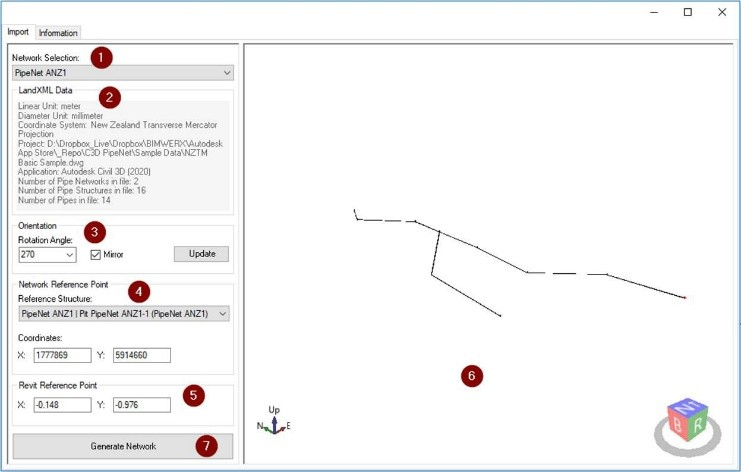 Import Information
Network Selection:
1
PipeNet ANZ1
LandXML Data
2
Linear Unit: meter
Diameter Unit: millimeter
Coordinate System: New Zealand Transverse Mercator
Projection
Project: D:\Dropbox_Live\Dropbox\BIMWERX\Autodesk
App Store\_Repo\C3D PipeNet\Sample Data\NZTM
Basic Sample.dwg
Application: Autodesk Civil 3D (2020)
Number of Pipe Networks in file: 2
Number of Pipe Structures in file: 16
Number of Pipes in file: 14
Orientation
3
Rotation Angle:
270 Mirror Update
Network Reference Point
4
Reference Structure:
PipeNet ANZ1 | Pit PipeNet ANZ1-1 (PipeNet ANZ1)
Coordinates:
X: 1777869 Y: 5914660
Revit Reference Point
5
X: -0.148 Y: -0.976
Generate Network 7
6
Up
N E
B R